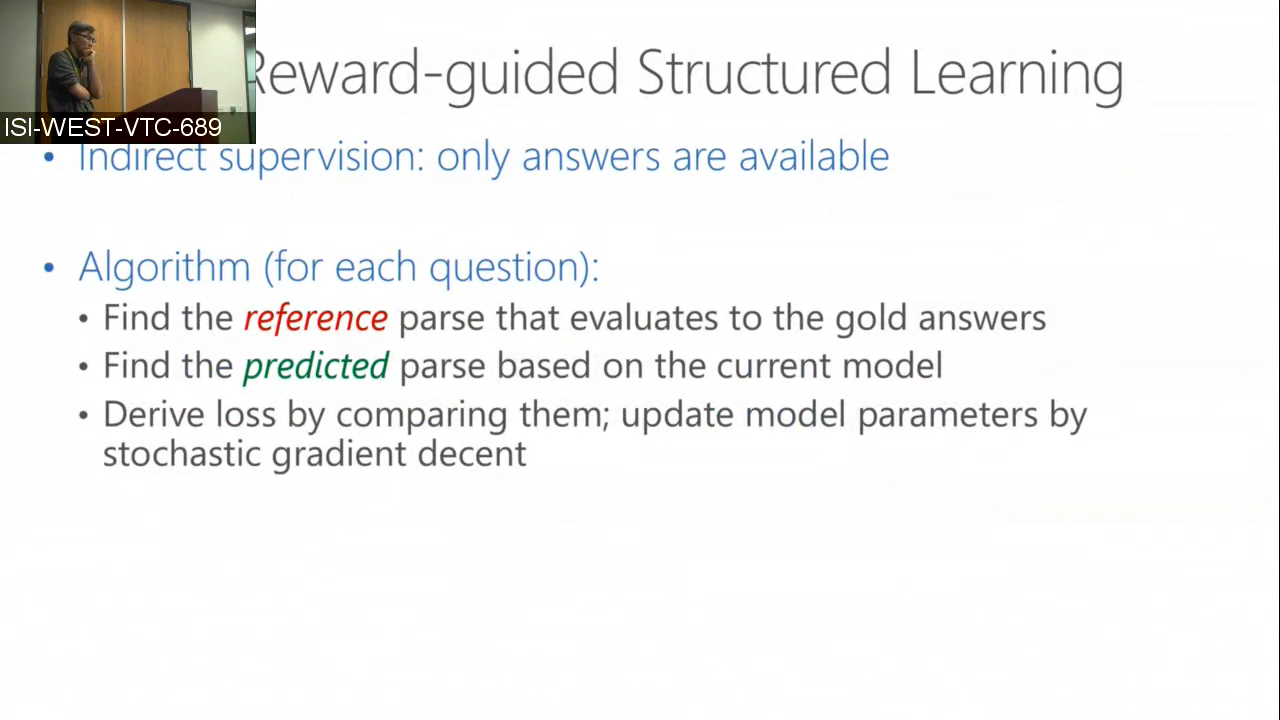 Reward-guided Structured Learning
ISI-WEST-VTC-689
• Indirect supervision: only answers are available
• Algorithm (for each question):
• Find the reference parse that evaluates to the gold answers
• Find the predicted parse based on the current model
• Derive loss by comparing them; update model parameters by
stochastic gradient decent